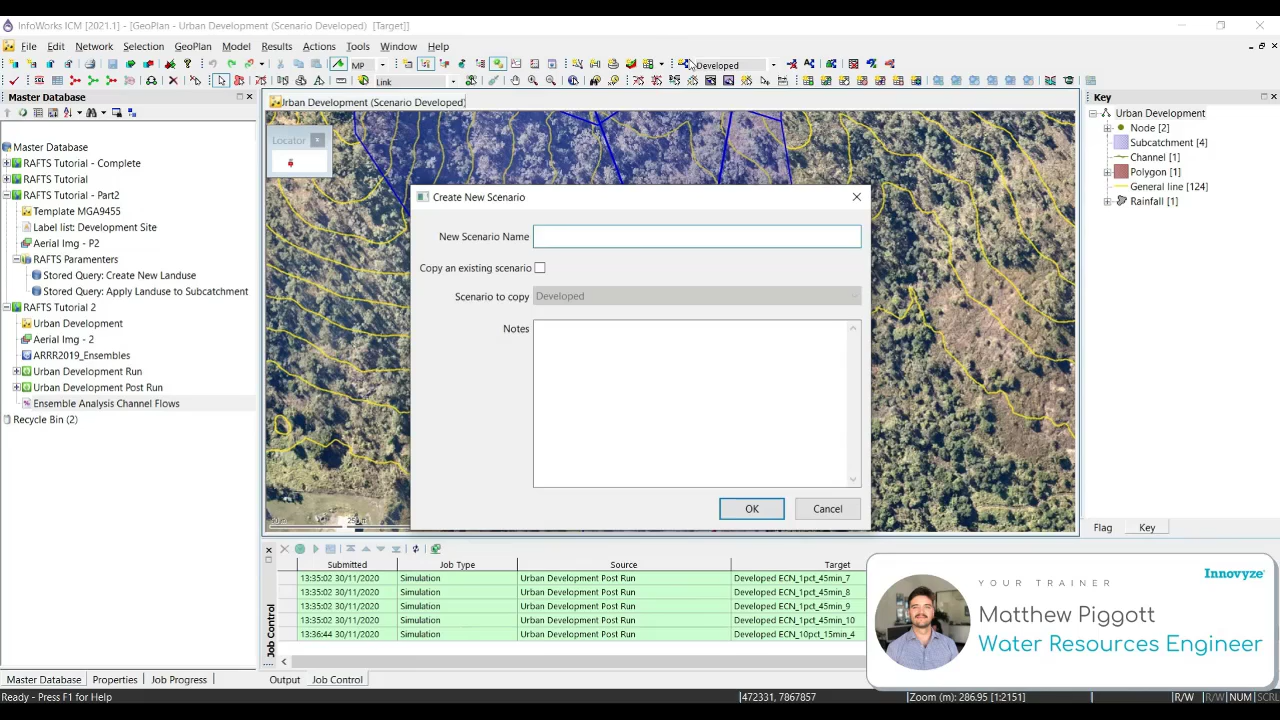 InfoWorks ICM [2021.1] - [GeoPlan - Urban Development (Scenario Developed) [Target]]
File Edit Network Selection GeoPlan Model Results Actions Tools Window Help
MP
Developed
Link
Master Database
Urban Development (Scenario Developed)
Key
Locator
Master Database
RAFTS Tutorial - Complete
RAFTS Tutorial
RAFTS Tutorial - Part2
Template MGA9455
Label list: Development Site
Aerial Img - P2
RAFTS Paramenters
Stored Query: Create New Landuse
Stored Query: Apply Landuse to Subcatchment
RAFTS Tutorial 2
Urban Development
Aerial Img - 2
ARRR2019_Ensembles
Urban Development Run
Urban Development Post Run
Ensemble Analysis Channel Flows
Recycle Bin (2)
Create New Scenario
New Scenario Name
Copy an existing scenario
Scenario to copy Developed
Notes
OK Cancel
Urban Development
Node [2]
Subcatchment [4]
Channel [1]
Polygon [1]
General line [124]
Rainfall [1]
Flag Key
Submitted Job Type Source Target
13:35:02 30/11/2020 Simulation Urban Development Post Run Developed ECN_1pct_45min_7
13:35:02 30/11/2020 Simulation Urban Development Post Run Developed ECN_1pct_45min_8
13:35:02 30/11/2020 Simulation Urban Development Post Run Developed ECN_1pct_45min_9
13:35:02 30/11/2020 Simulation Urban Development Post Run Developed ECN_1pct_45min_10
13:36:44 30/11/2020 Simulation Urban Development Post Run Developed ECN_10pct_15min_4
Job Control
Innovyze
YOUR TRAINER
Matthew Piggott
Water Resources Engineer
Master Database Properties Job Progress
Output Job Control
Ready - Press F1 for Help
472331, 7867857
Zoom (m): 286.95 [1:2151]
R/W R/W NUM SCRL